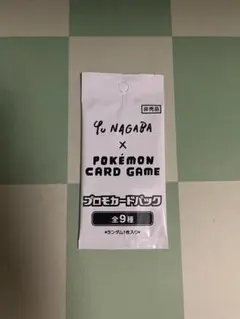 非売品
Yu NAGABA
×
POKÉMON
CARD GAME
プロモカードパック
全9種
*ランダム1枚入り*